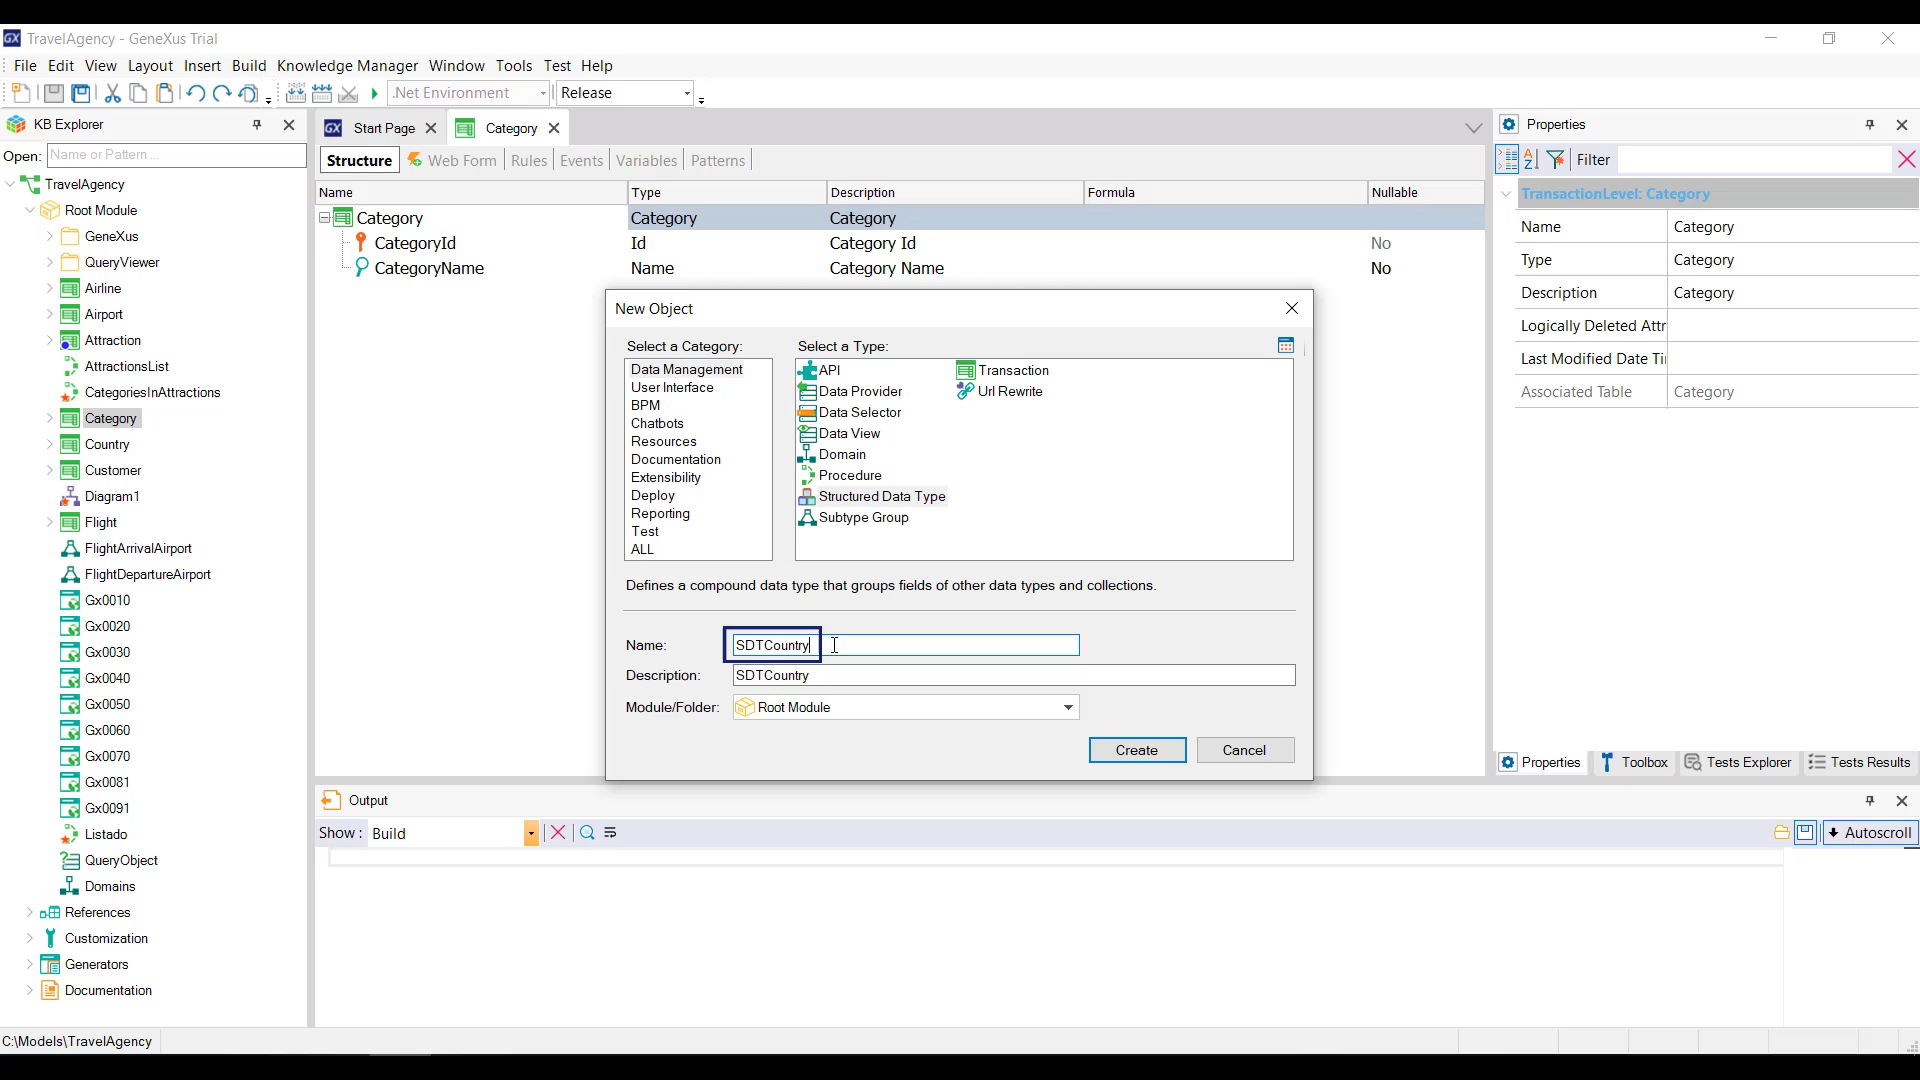 TravelAgency - GeneXus Trial
File Edit View Layout Insert Build Knowledge Manager Window Tools Test Help
.Net Environment Release
KB Explorer
Open: Name or Pattern ...
TravelAgency
Root Module
GeneXus
QueryViewer
Airline
Airport
Attraction
AttractionsList
CategoriesInAttractions
Category
Country
Customer
Diagram1
Flight
FlightArrivalAirport
FlightDepartureAirport
Gx0010
Gx0020
Gx0030
Gx0040
Gx0050
Gx0060
Gx0070
Gx0081
Gx0091
Listado
QueryObject
Domains
References
Customization
Generators
Documentation
C:\Models\TravelAgency
GX Start Page Category
Structure Web Form Rules Events Variables Patterns
Name Type Description Formula Nullable
Category Category Category
CategoryId Id Category Id No
CategoryName Name Category Name No
New Object
Select a Category:
Data Management
User Interface
BPM
Chatbots
Resources
Documentation
Extensibility
Deploy
Reporting
Test
ALL
Select a Type:
API
Data Provider
Data Selector
Data View
Domain
Procedure
Structured Data Type
Subtype Group
Transaction
Url Rewrite
Defines a compound data type that groups fields of other data types and collections.
Name: SDTCountry
Description: SDTCountry
Module/Folder: Root Module
Create Cancel
Output
Show : Build
Autoscroll
Properties
Filter
TransactionLevel: Category
Name Category
Type Category
Description Category
Logically Deleted Attr
Last Modified Date Ti
Associated Table Category
Properties Toolbox Tests Explorer Tests Results